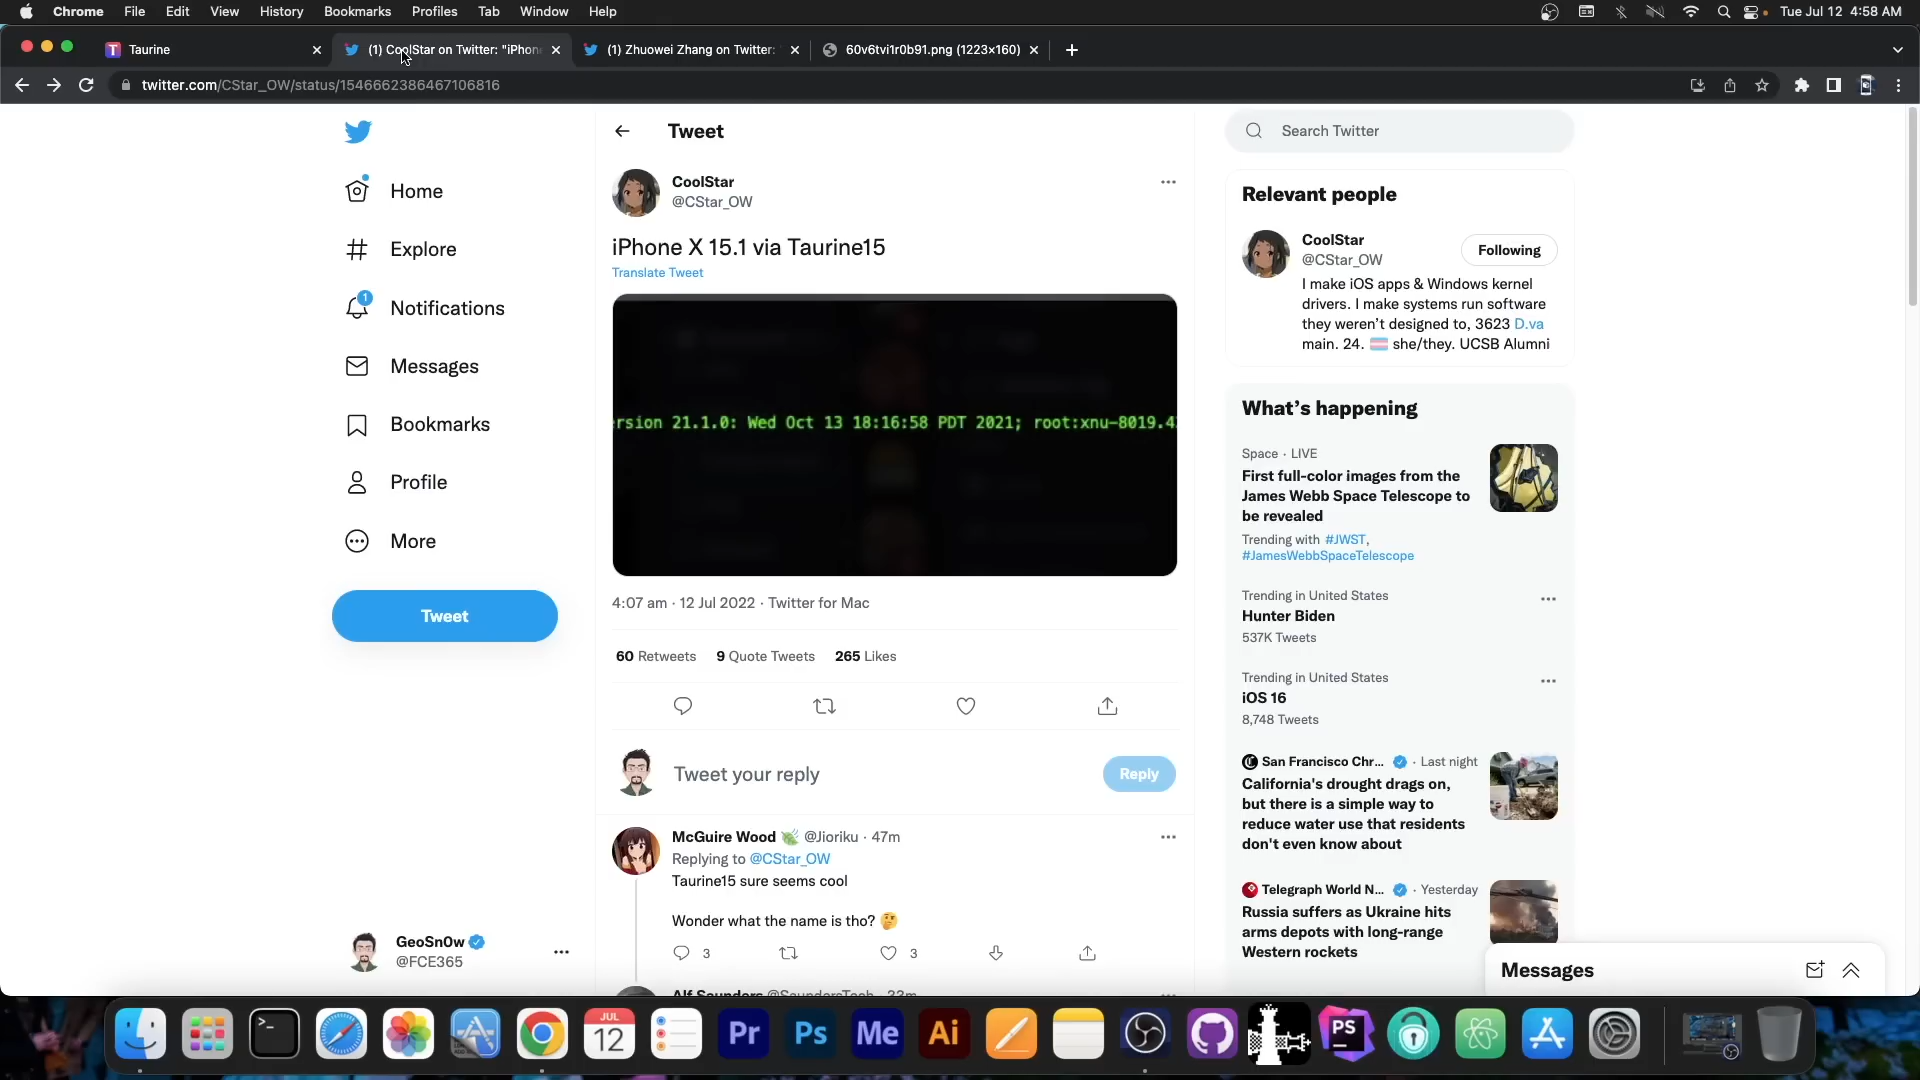 Chrome File Edit View History Bookmarks Profiles Tab Window Help Tue Jul 12 4:58 AM
Taurine (1) CoolStar on Twitter: "iPhon (1) Zhuowei Zhang on Twitter: 60v6tvi1r0b91.png (1223×160)
twitter.com/CStar_OW/status/1546662386467106816
Home
Explore
1
Notifications
Messages
Bookmarks
Profile
More
Tweet
GeoSn0w
@FCE365
Tweet
CoolStar
@CStar_OW
iPhone X 15.1 via Taurine15
Translate Tweet
rsion 21.1.0: Wed Oct 13 18:16:58 PDT 2021; root:xnu-8019.4
4:07 am · 12 Jul 2022 · Twitter for Mac
60 Retweets 9 Quote Tweets 265 Likes
Tweet your reply
Reply
McGuire Wood @Jioriku · 47m
Replying to @CStar_OW
Taurine15 sure seems cool
Wonder what the name is tho? 🤔
3 3
Alf Saunders @SaundersTech · 33m
Search Twitter
Relevant people
CoolStar
@CStar_OW
Following
I make iOS apps & Windows kernel
drivers. I make systems run software
they weren't designed to, 3623 D.va
main. 24. 🏳️‍⚧️ she/they. UCSB Alumni
What's happening
Space · LIVE
First full-color images from the
James Webb Space Telescope to
be revealed
Trending with #JWST,
#JamesWebbSpaceTelescope
Trending in United States
Hunter Biden
537K Tweets
Trending in United States
iOS 16
8,748 Tweets
San Francisco Chr... · Last night
California's drought drags on,
but there is a simple way to
reduce water use that residents
don't even know about
Telegraph World N... · Yesterday
Russia suffers as Ukraine hits
arms depots with long-range
Western rockets
Messages
JUL
12
Pr Ps Me Ai PS